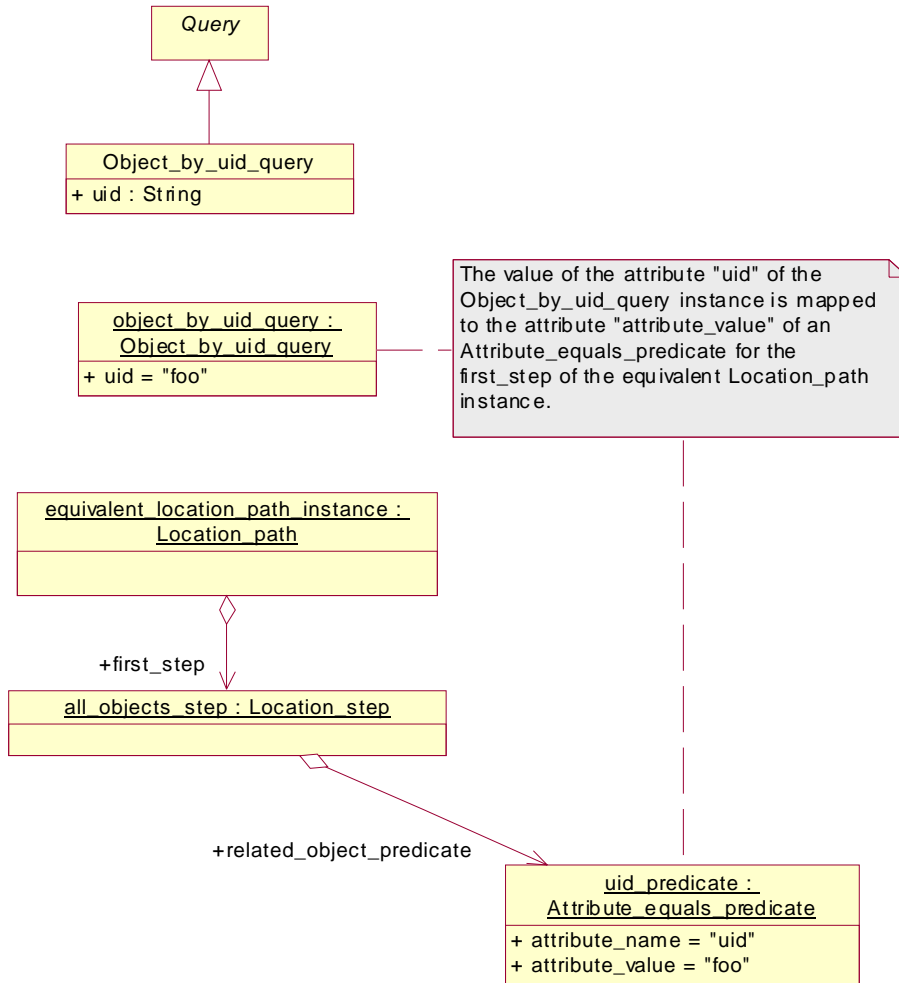 Query
Object_by_uid_query
+ uid : String
The value of the attribute "uid" of the
Object_by_uid_query instance is mapped
to the attribute "attribute_value" of an
Attribute_equals_predicate for the
first_step of the equivalent Location_path
instance.
object_by_uid_query :
Object_by_uid_query
+ uid = "foo"
equivalent_location_path_instance :
Location_path
+first_step
all_objects_step : Location_step
+related_object_predicate
uid_predicate :
Attribute_equals_predicate
+ attribute_name = "uid"
+ attribute_value = "foo"